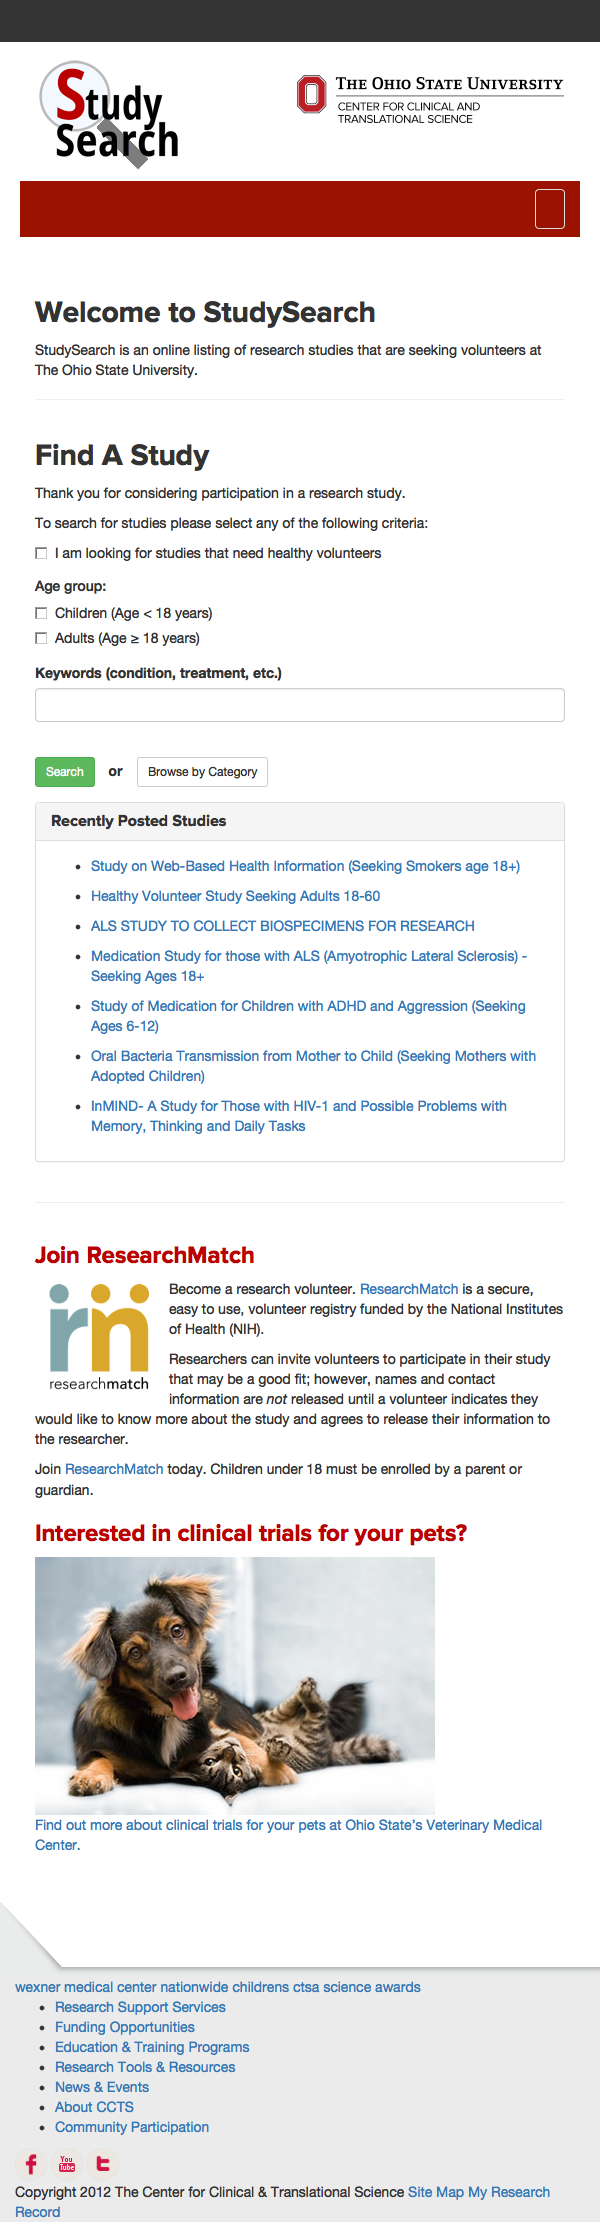 Study
Search
THE OHIO STATE UNIVERSITY
CENTER FOR CLINICAL AND
TRANSLATIONAL SCIENCE
Welcome to StudySearch
StudySearch is an online listing of research studies that are seeking volunteers at
The Ohio State University.
Find A Study
Thank you for considering participation in a research study.
To search for studies please select any of the following criteria:
I am looking for studies that need healthy volunteers
Age group:
Children (Age < 18 years)
Adults (Age ≥ 18 years)
Keywords (condition, treatment, etc.)
Search or Browse by Category
Recently Posted Studies
• Study on Web-Based Health Information (Seeking Smokers age 18+)
• Healthy Volunteer Study Seeking Adults 18-60
• ALS STUDY TO COLLECT BIOSPECIMENS FOR RESEARCH
• Medication Study for those with ALS (Amyotrophic Lateral Sclerosis) -
Seeking Ages 18+
• Study of Medication for Children with ADHD and Aggression (Seeking
Ages 6-12)
• Oral Bacteria Transmission from Mother to Child (Seeking Mothers with
Adopted Children)
• InMIND- A Study for Those with HIV-1 and Possible Problems with
Memory, Thinking and Daily Tasks
Join ResearchMatch
rm
researchmatch
Become a research volunteer. ResearchMatch is a secure,
easy to use, volunteer registry funded by the National Institutes
of Health (NIH).
Researchers can invite volunteers to participate in their study
that may be a good fit; however, names and contact
information are not released until a volunteer indicates they
would like to know more about the study and agrees to release their information to
the researcher.
Join ResearchMatch today. Children under 18 must be enrolled by a parent or
guardian.
Interested in clinical trials for your pets?
Find out more about clinical trials for your pets at Ohio State's Veterinary Medical
Center.
wexner medical center nationwide childrens ctsa science awards
• Research Support Services
• Funding Opportunities
• Education & Training Programs
• Research Tools & Resources
• News & Events
• About CCTS
• Community Participation
f You Tube t
Copyright 2012 The Center for Clinical & Translational Science Site Map My Research
Record